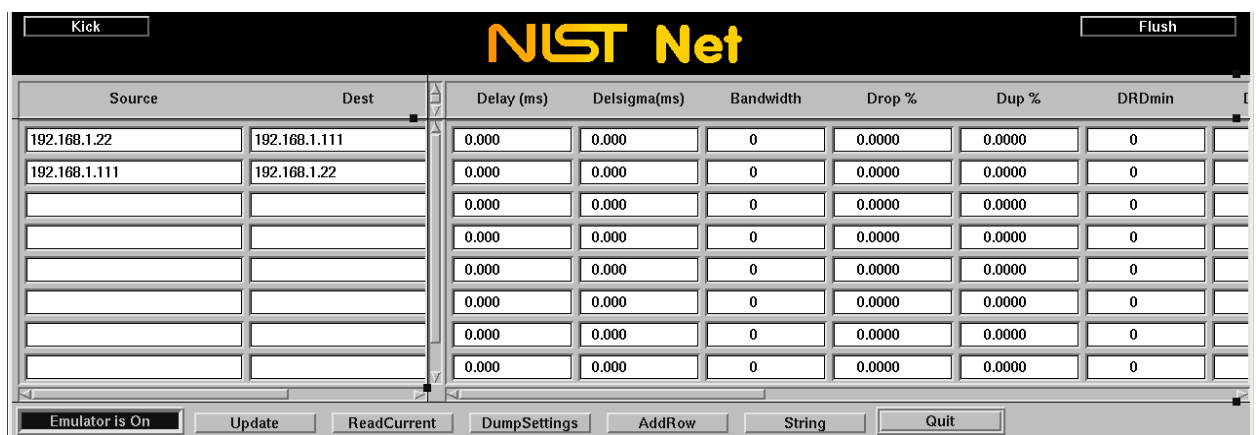 Kick NIST Net Flush
Source Dest Delay (ms) Delsigma(ms) Bandwidth Drop % Dup % DRDmin
192.168.1.22 192.168.1.111 0.000 0.000 0 0.0000 0.0000 0
192.168.1.111 192.168.1.22 0.000 0.000 0 0.0000 0.0000 0
0.000 0.000 0 0.0000 0.0000 0
0.000 0.000 0 0.0000 0.0000 0
0.000 0.000 0 0.0000 0.0000 0
0.000 0.000 0 0.0000 0.0000 0
0.000 0.000 0 0.0000 0.0000 0
0.000 0.000 0 0.0000 0.0000 0
Emulator is On Update ReadCurrent DumpSettings AddRow String Quit